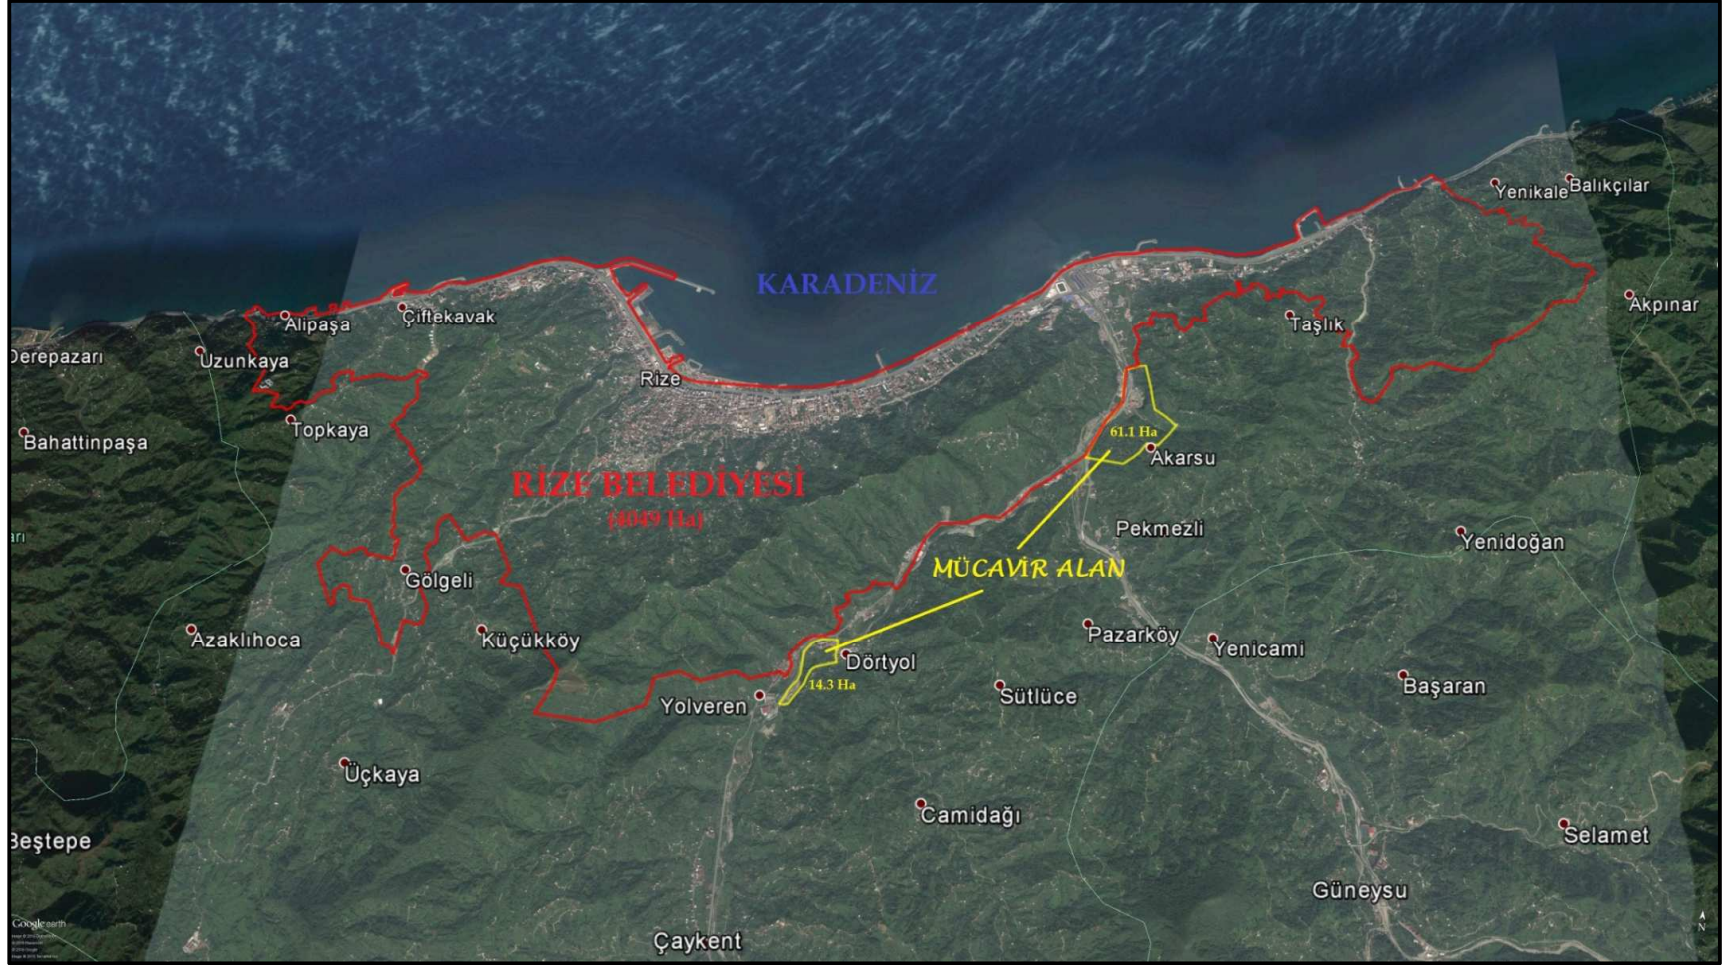 Yenikale
Balıkçılar
KARADENİZ
Akpınar
Alipaşa
Çiftekavak
Taşlık
Derepazarı
Uzunkaya
Rize
Topkaya
Bahattinpaşa
61.1 Ha
Akarsu
RİZE BELEDİYESİ
(4049 Ha)
Pekmezli
Yenidoğan
arı
MÜCAVİR ALAN
Gölgeli
Azaklıhoca
Küçükköy
Pazarköy
Yenicami
Dörtyol
14.3 Ha
Başaran
Sütlüce
Yolveren
Üçkaya
Camidağı
Beştepe
Selamet
Güneysu
Çaykent
Google earth
N